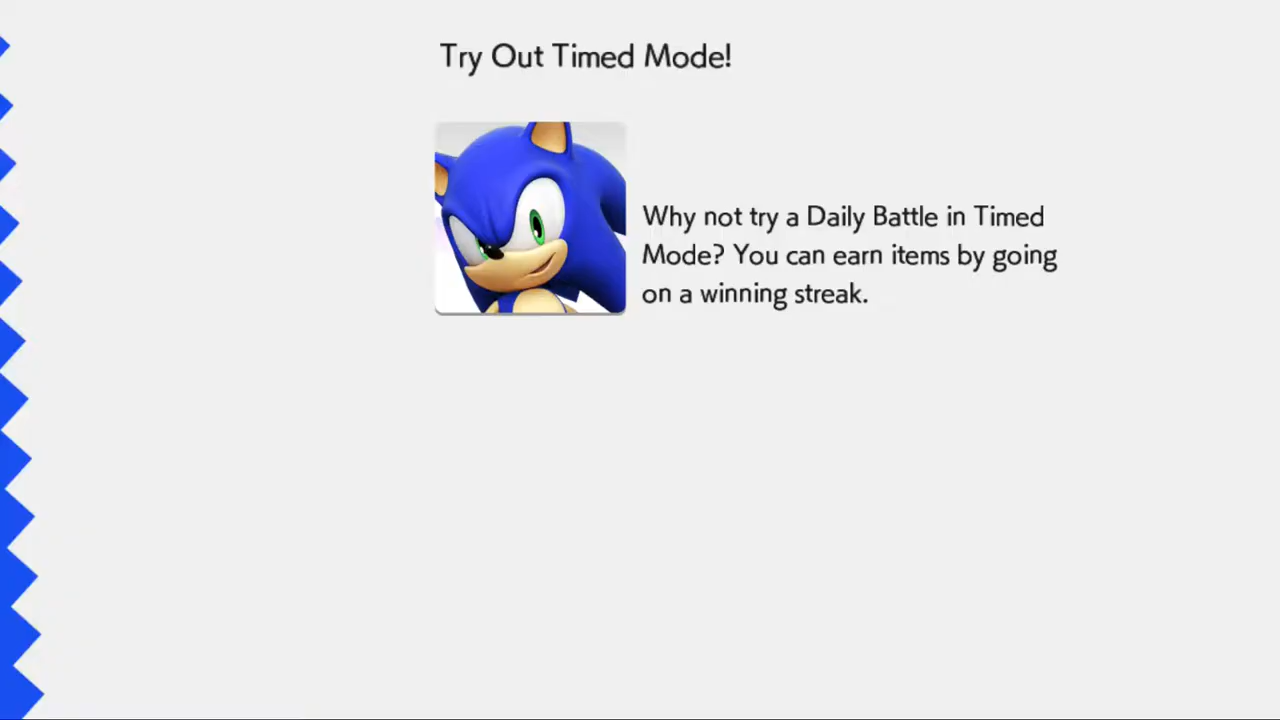 Try Out Timed Mode!
Why not try a Daily Battle in Timed
Mode? You can earn items by going
on a winning streak.